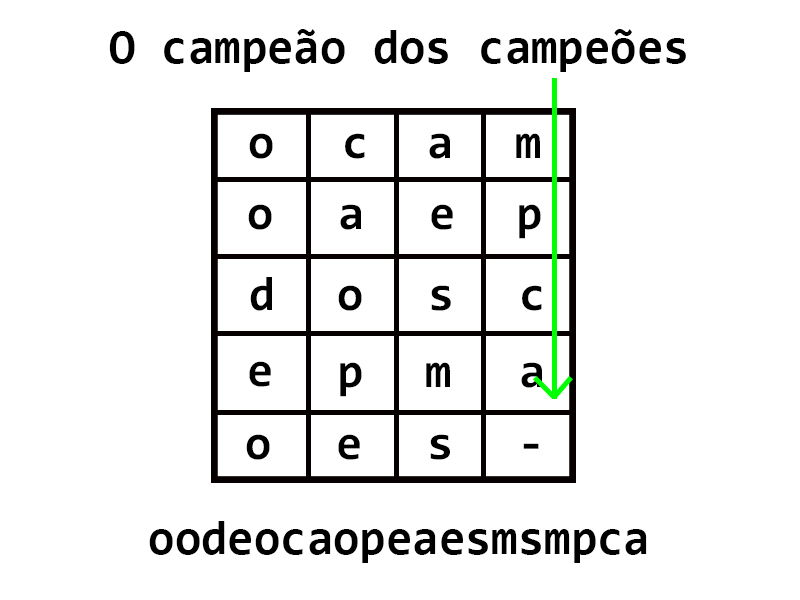 O campeão dos campeões
o c a m
o a e p
d o s c
e p m a
o e s -
oodeocaopeaesmsmpca